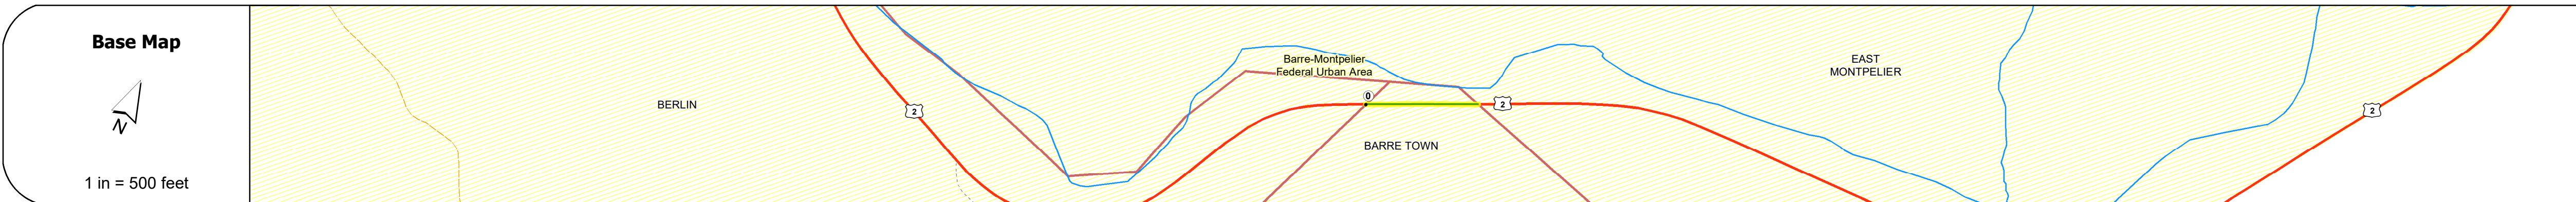 Base Map
N
1 in = 500 feet
BERLIN
2
Barre-Montpelier
Federal Urban Area
0
2
BARRE TOWN
EAST
MONTPELIER
2